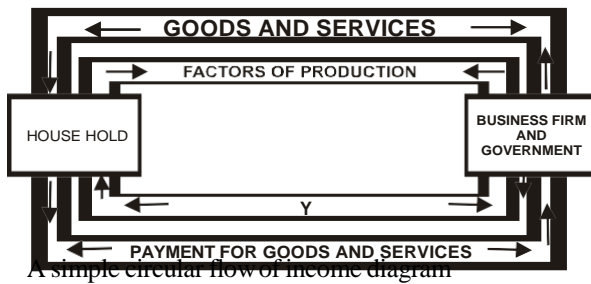 GOODS AND SERVICES
FACTORS OF PRODUCTION
HOUSE HOLD
BUSINESS FIRM
AND
GOVERNMENT
Y
PAYMENT FOR GOODS AND SERVICES
A simple circular flow of income diagram